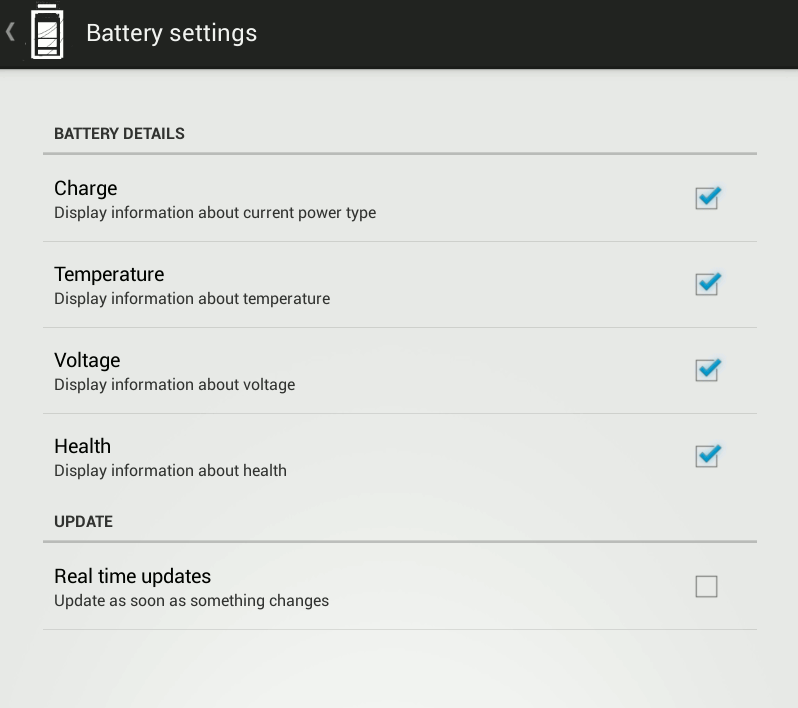 Battery settings
BATTERY DETAILS
Charge
Display information about current power type
Temperature
Display information about temperature
Voltage
Display information about voltage
Health
Display information about health
UPDATE
Real time updates
Update as soon as something changes